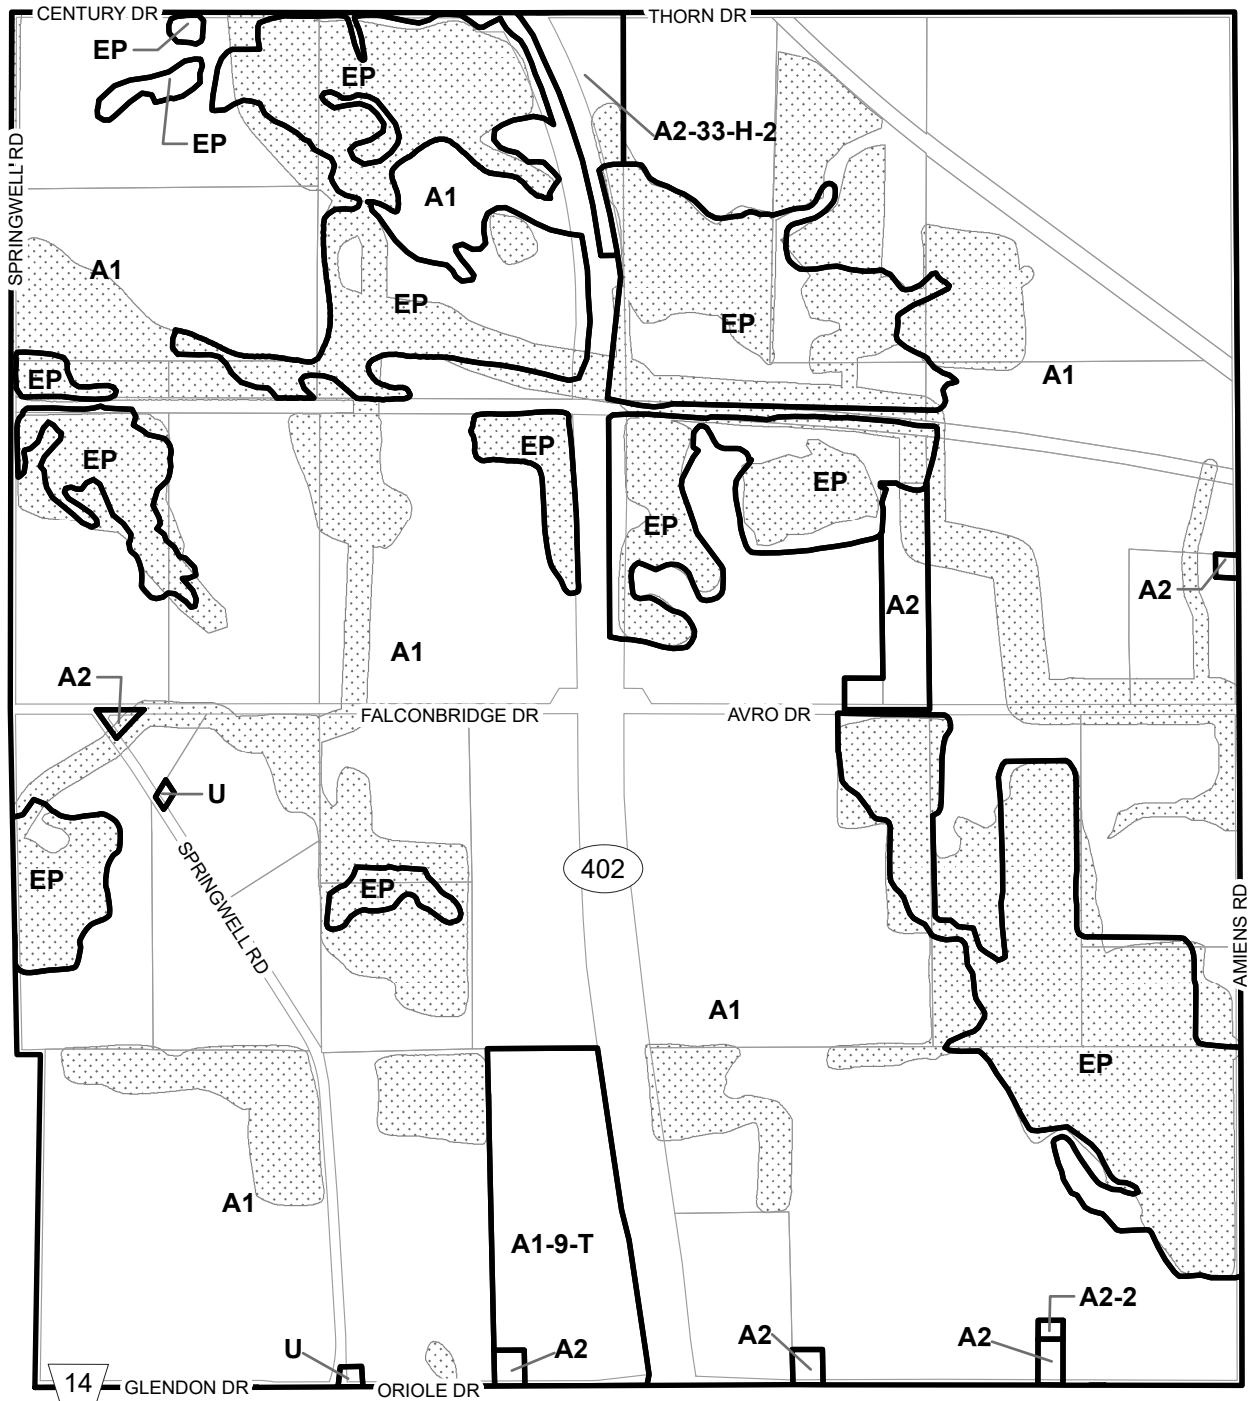 CENTURY DR
THORN DR
EP
EP
A2-33-H-2
EP
SPRINGWELL RD
A1
A1
EP
EP
A1
EP
EP
EP
EP
EP
A2
A2
A1
A2
FALCONBRIDGE DR
AVRO DR
U
402
EP
EP
SPRINGWELL RD
AMIENS RD
A1
EP
A1
A1-9-T
A2-2
A2
A2
A2
U
14
GLENDON DR
ORIOLE DR